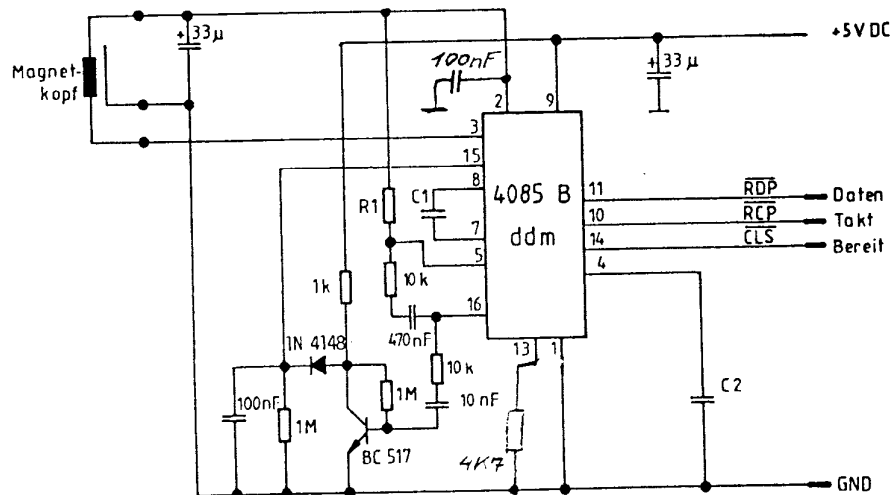 33µ
+
+5V DC
Magnet-
kopf
100nF
33µ
+
2
9
3
15
8
7
5
16
4085 B
ddm
11
10
14
4
13
1
RDP
RCP
CLS
Daten
Takt
Bereit
R1
C1
10k
1k
470nF
1N 4148
10k
10 nF
1M
100nF
1M
BC 517
4K7
C2
GND